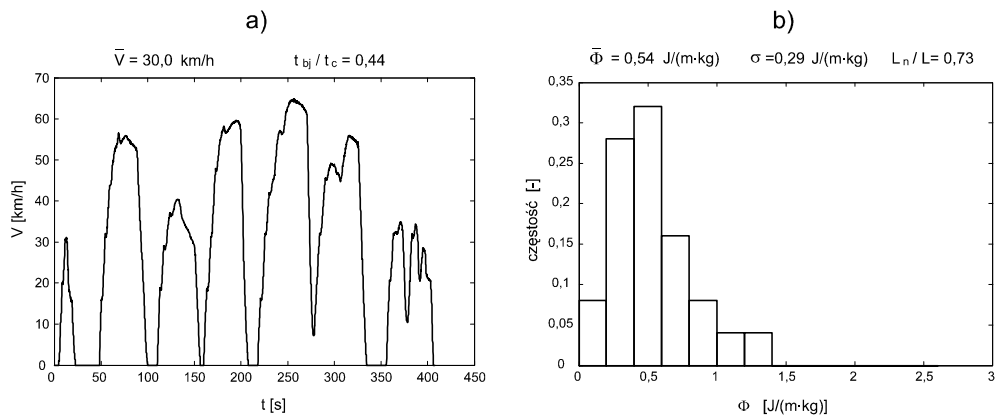 a)
V̅ = 30,0 km/h t bj / t c = 0,44
70
60
50
40
30
20
10
0
V [km/h]
0 50 100 150 200 250 300 350 400 450
t [s]
b)
Φ̅ = 0,54 J/(m·kg) σ =0,29 J/(m·kg) L n / L= 0,73
0,35
0,3
0,25
0,2
0,15
0,1
0,05
0
częstość [-]
0 0,5 1 1,5 2 2,5 3
Φ [J/(m·kg]